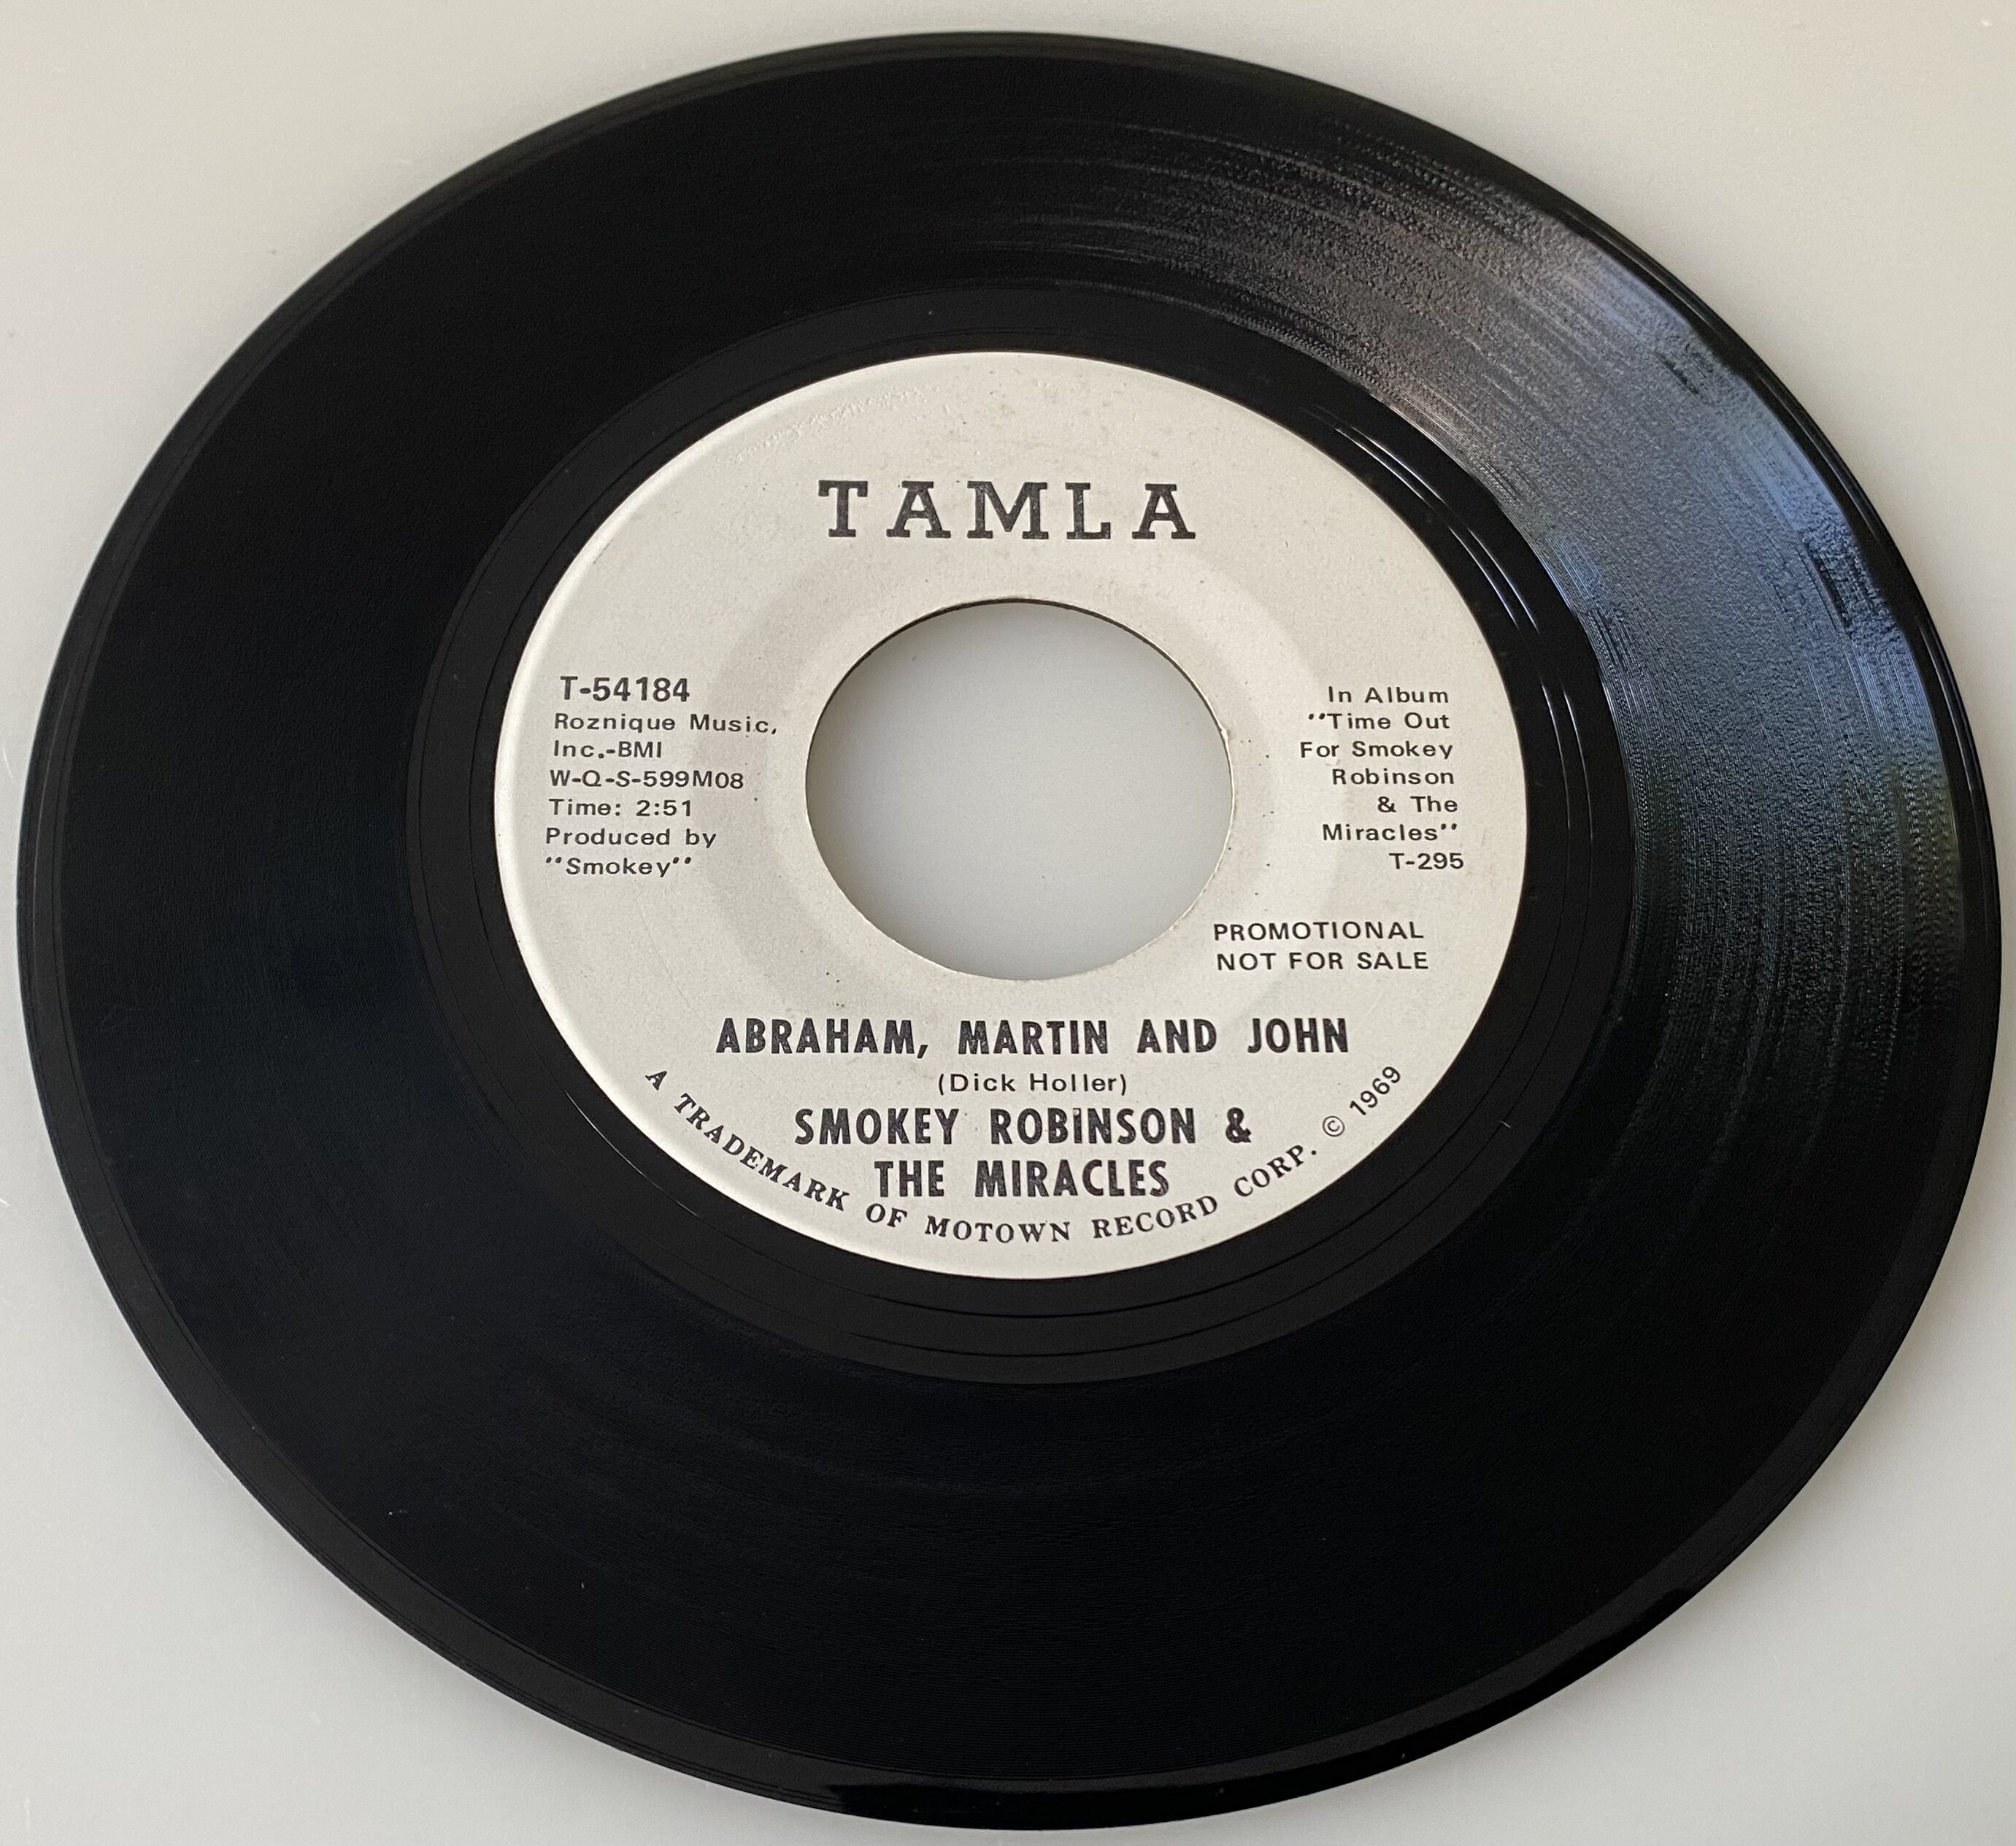 TAMLA
T-54184
Roznique Music,
Inc.-BMI
W-Q-S-599M08
Time: 2:51
Produced by
"Smokey"
In Album
"Time Out
For Smokey
Robinson
& The
Miracles"
T-295
PROMOTIONAL
NOT FOR SALE
ABRAHAM, MARTIN AND JOHN
(Dick Holler)
SMOKEY ROBINSON &
THE MIRACLES
A TRADEMARK OF MOTOWN RECORD CORP. © 1969